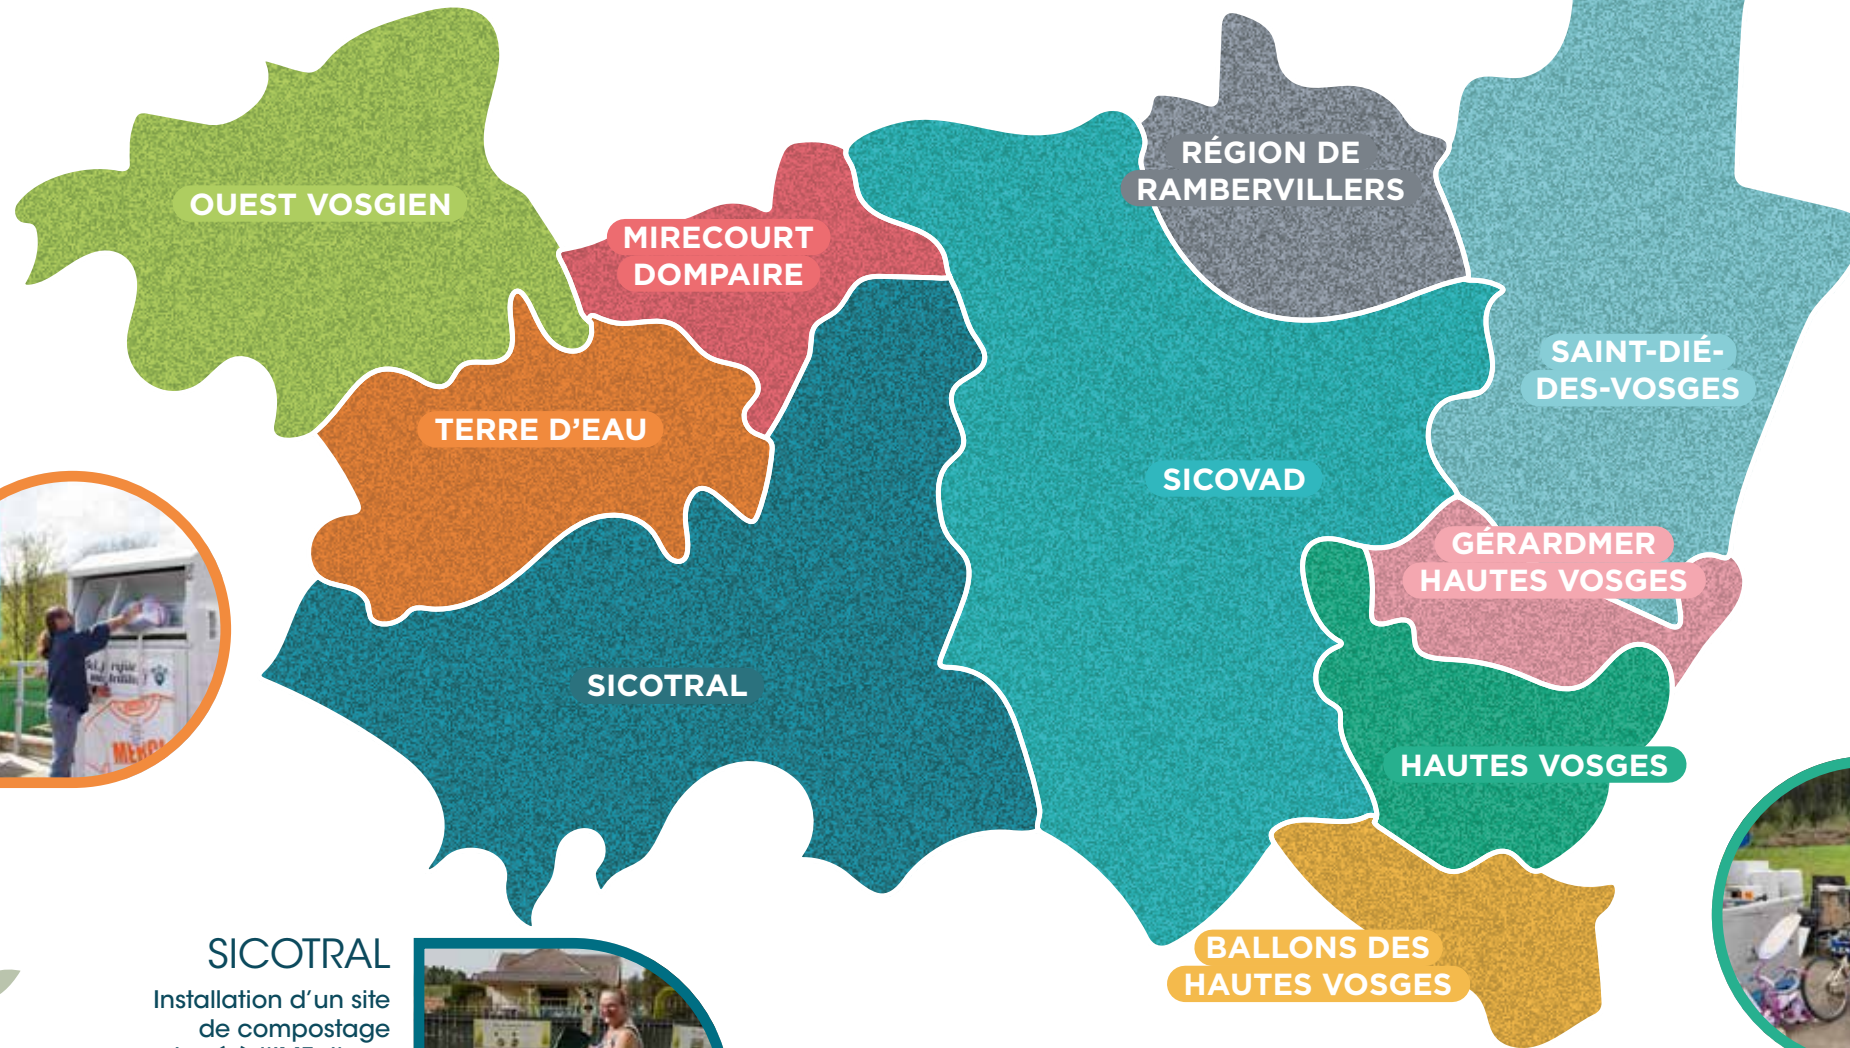 OUEST VOSGIEN
MIRECOURT
DOMPAIRE
RÉGION DE
RAMBERVILLERS
SAINT-DIÉ-
DES-VOSGES
TERRE D’EAU
SICOVAD
GÉRARDMER
HAUTES VOSGES
SICOTRAL
HAUTES VOSGES
BALLONS DES
HAUTES VOSGES
MERCI
SICOTRAL
Installation d’un site
de compostage